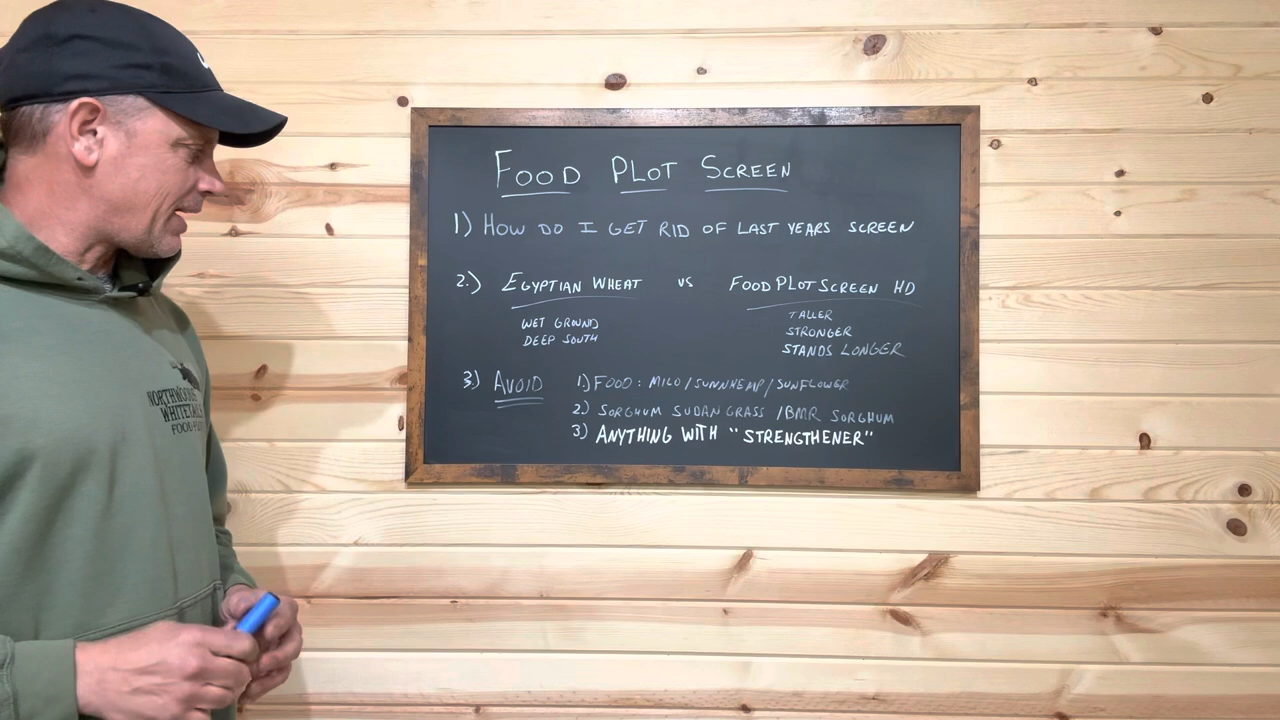 FOOD PLOT SCREEN
1) HOW DO I GET RID OF LAST YEARS SCREEN
2.) EGYPTIAN WHEAT VS FOOD PLOT SCREEN HD
WET GROUND
DEEP SOUTH
TALLER
STRONGER
STANDS LONGER
3.) AVOID 1.) FOOD: MILO/SUNNHEMP/SUNFLOWER
2.) SORGHUM SUDAN GRASS /BMR SORGHUM
3) ANYTHING WITH "STRENGTHENER"
NORTHWOODS
WHITETAILS